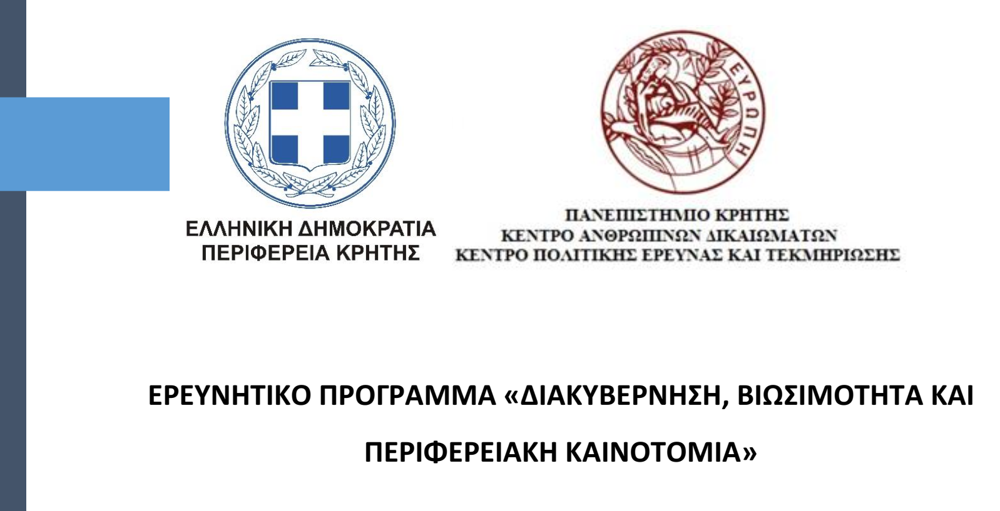 ΕΛΛΗΝΙΚΗ ΔΗΜΟΚΡΑΤΙΑ
ΠΕΡΙΦΕΡΕΙΑ ΚΡΗΤΗΣ
ΕΥΡΩΠΗ
ΠΑΝΕΠΙΣΤΗΜΙΟ ΚΡΗΤΗΣ
ΚΕΝΤΡΟ ΑΝΘΡΩΠΙΝΩΝ ΔΙΚΑΙΩΜΑΤΩΝ
ΚΕΝΤΡΟ ΠΟΛΙΤΙΚΗΣ ΕΡΕΥΝΑΣ ΚΑΙ ΤΕΚΜΗΡΙΩΣΗΣ
ΕΡΕΥΝΗΤΙΚΟ ΠΡΟΓΡΑΜΜΑ «ΔΙΑΚΥΒΕΡΝΗΣΗ, ΒΙΩΣΙΜΟΤΗΤΑ ΚΑΙ
ΠΕΡΙΦΕΡΕΙΑΚΗ ΚΑΙΝΟΤΟΜΙΑ»